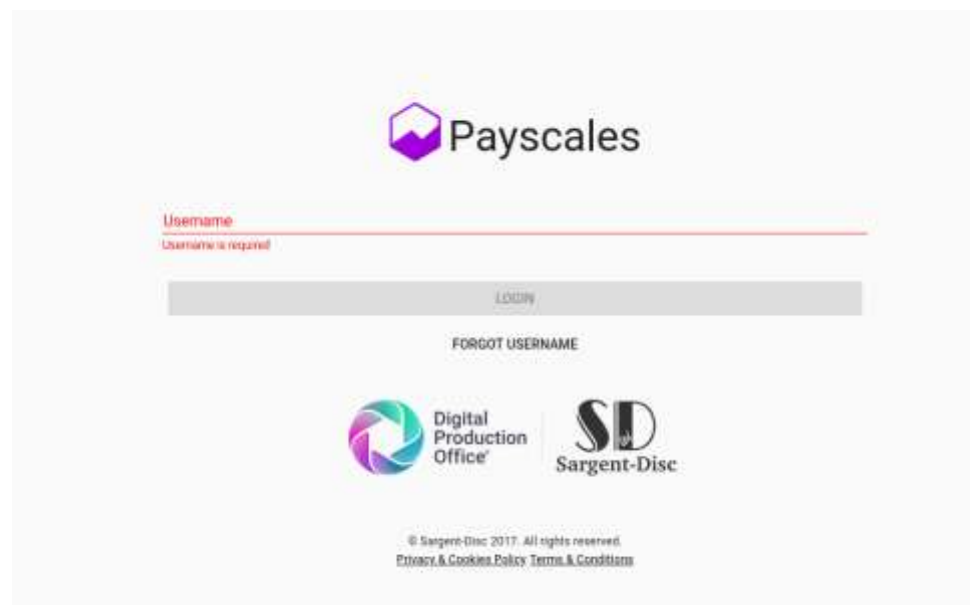 Payscales
Username
Username is required
LOGIN
FORGOT USERNAME
Digital
Production
Office
SD
Sargent-Disc
© Sargent-Disc 2017. All rights reserved.
Privacy & Cookies Policy Terms & Conditions